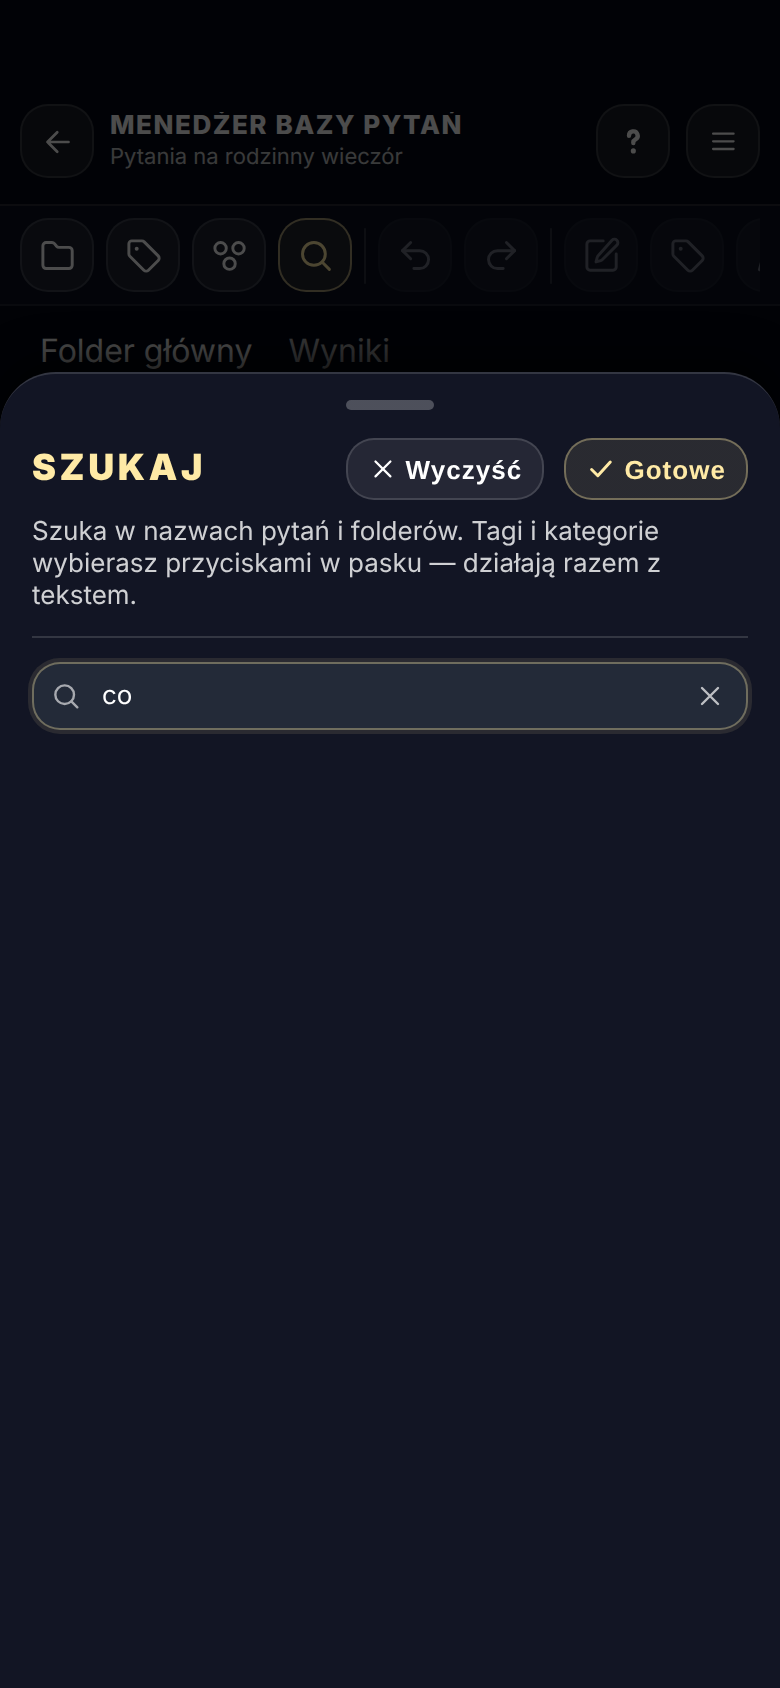 MENEDŻER BAZY PYTAŃ
Pytania na rodzinny wieczór
?
Folder główny Wyniki
SZUKAJ
Wyczyść
Gotowe
Szuka w nazwach pytań i folderów. Tagi i kategorie
wybierasz przyciskami w pasku — działają razem z
tekstem.
co